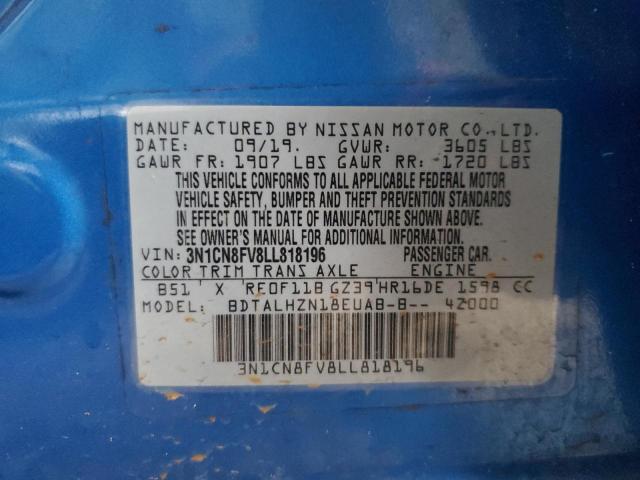 MANUFACTURED BY NISSAN MOTOR CO., LTD.
DATE: 09/19. GVWR: 3605 LBS
GAWR FR: 1907 LBS GAWR RR: 1720 LBS
THIS VEHICLE CONFORMS TO ALL APPLICABLE FEDERAL MOTOR
VEHICLE SAFETY, BUMPER AND THEFT PREVENTION STANDARDS
IN EFFECT ON THE DATE OF MANUFACTURE SHOWN ABOVE.
SEE OWNER'S MANUAL FOR ADDITIONAL INFORMATION.
VIN: 3N1CN8FV8LL818196 PASSENGER CAR.
COLOR TRIM TRANS AXLE ENGINE
B51 ' X ' RE0F11B GZ39 ' HR16DE 1598 CC
MODEL: BDTALHZN18EUAB-B-- 42000
3N1CN8FV8LL818196